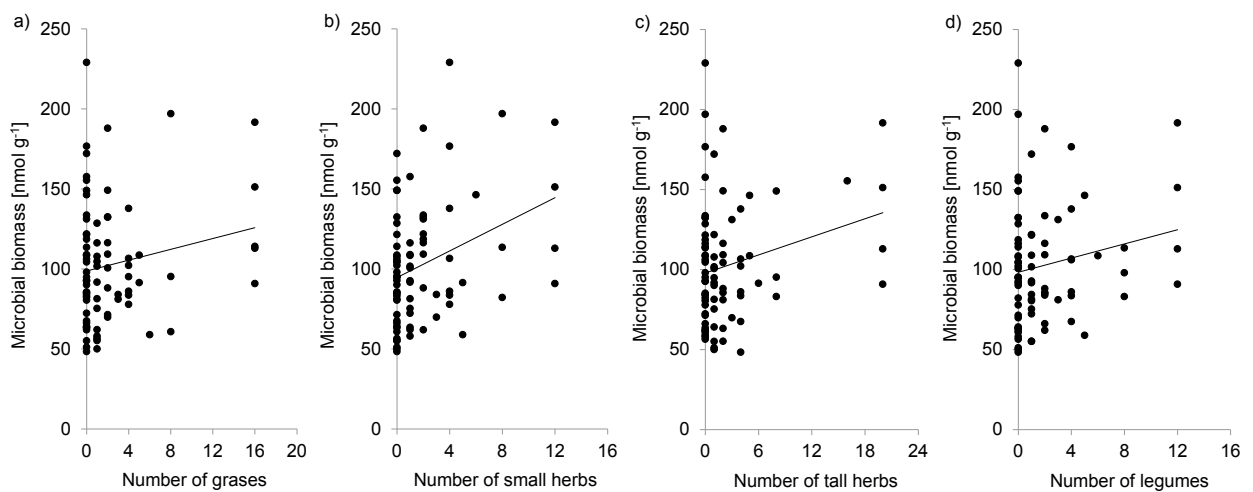 a)
250
200
150
100
50
0
Microbial biomass [nmol g⁻¹]
0 4 8 12 16 20
Number of grases
b)
250
200
150
100
50
0
Microbial biomass [nmol g⁻¹]
0 4 8 12 16
Number of small herbs
c)
250
200
150
100
50
0
Microbial biomass [nmol g⁻¹]
0 6 12 18 24
Number of tall herbs
d)
250
200
150
100
50
0
Microbial biomass [nmol g⁻¹]
0 4 8 12 16
Number of legumes